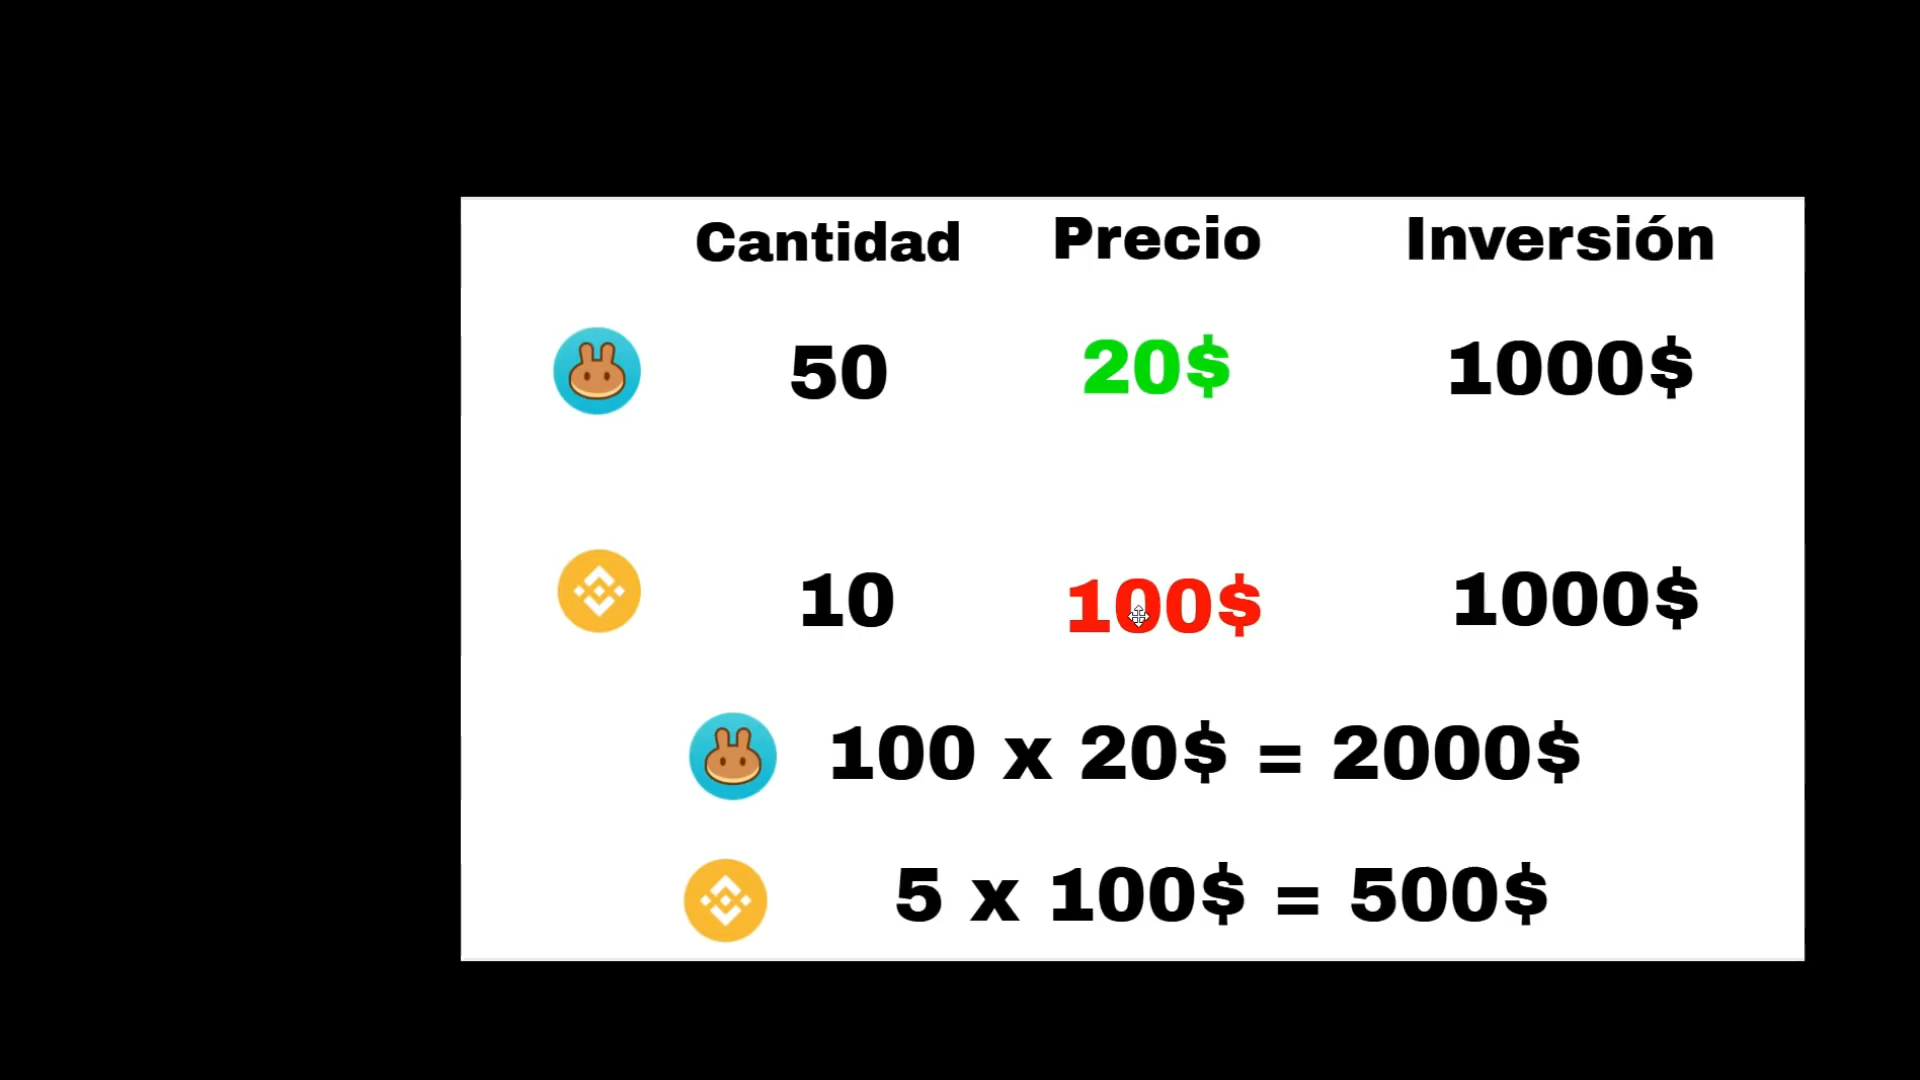 Cantidad Precio Inversión
50 20$ 1000$
10 100$ 1000$
100 x 20$ = 2000$
5 x 100$ = 500$